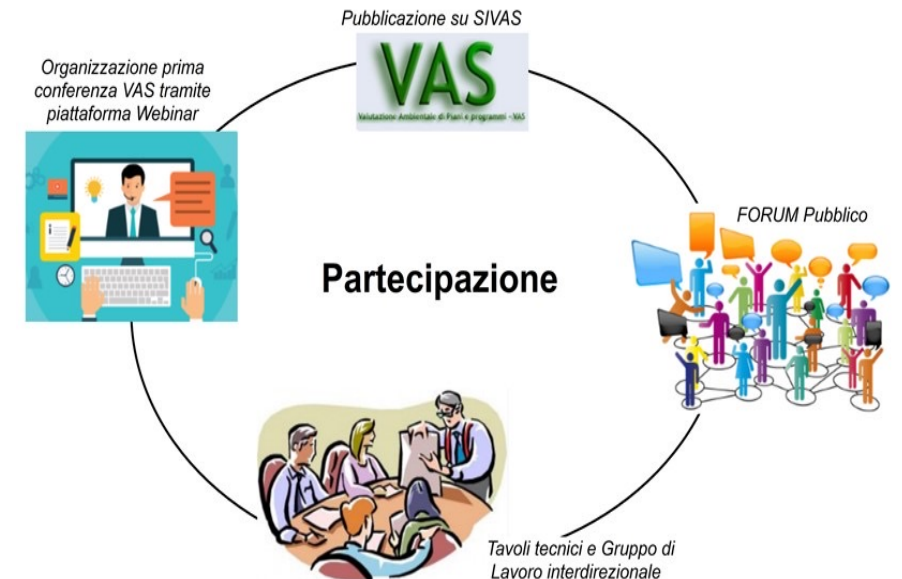 Pubblicazione su SIVAS
VAS
Valutazione Ambientale di Piani e programmi - VAS
Organizzazione prima
conferenza VAS tramite
piattaforma Webinar
FORUM Pubblico
Partecipazione
Tavoli tecnici e Gruppo di
Lavoro interdirezionale